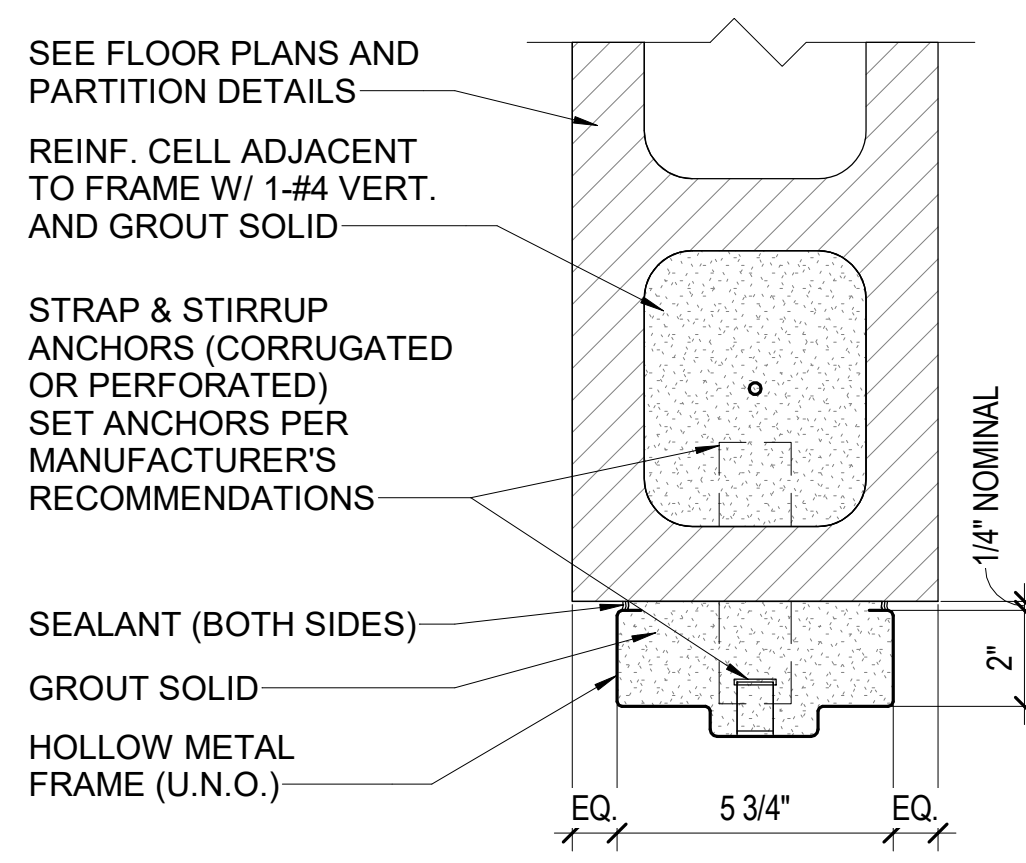 SEE FLOOR PLANS AND
PARTITION DETAILS
REINF. CELL ADJACENT
TO FRAME W/ 1-#4 VERT.
AND GROUT SOLID
STRAP & STIRRUP
ANCHORS (CORRUGATED
OR PERFORATED)
SET ANCHORS PER
MANUFACTURER'S
RECOMMENDATIONS
SEALANT (BOTH SIDES)
GROUT SOLID
HOLLOW METAL
FRAME (U.N.O.)
1/4" NOMINAL
2"
EQ.
5 3/4"
EQ.